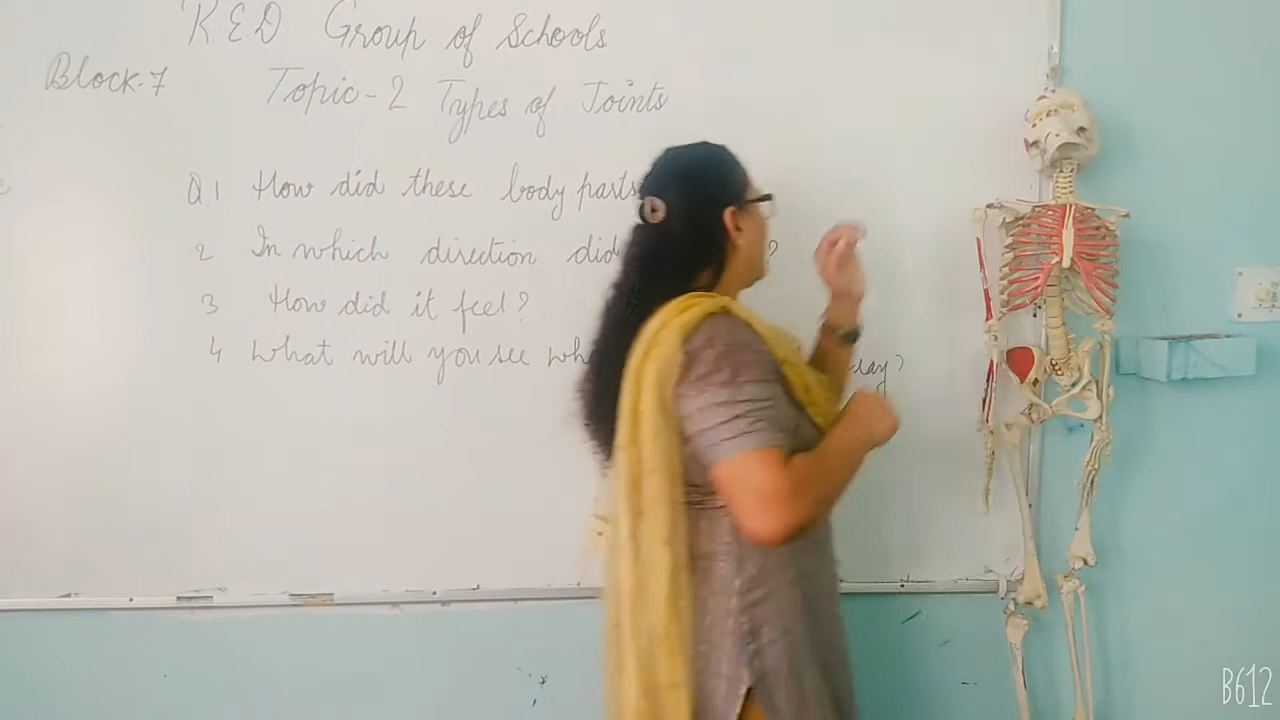 RED Group of Schools
Block-7 Topic-2 Types of Joints
Q.1 How did these body parts
2 In which direction did ?
3 How did it feel?
4 What will you see
B612